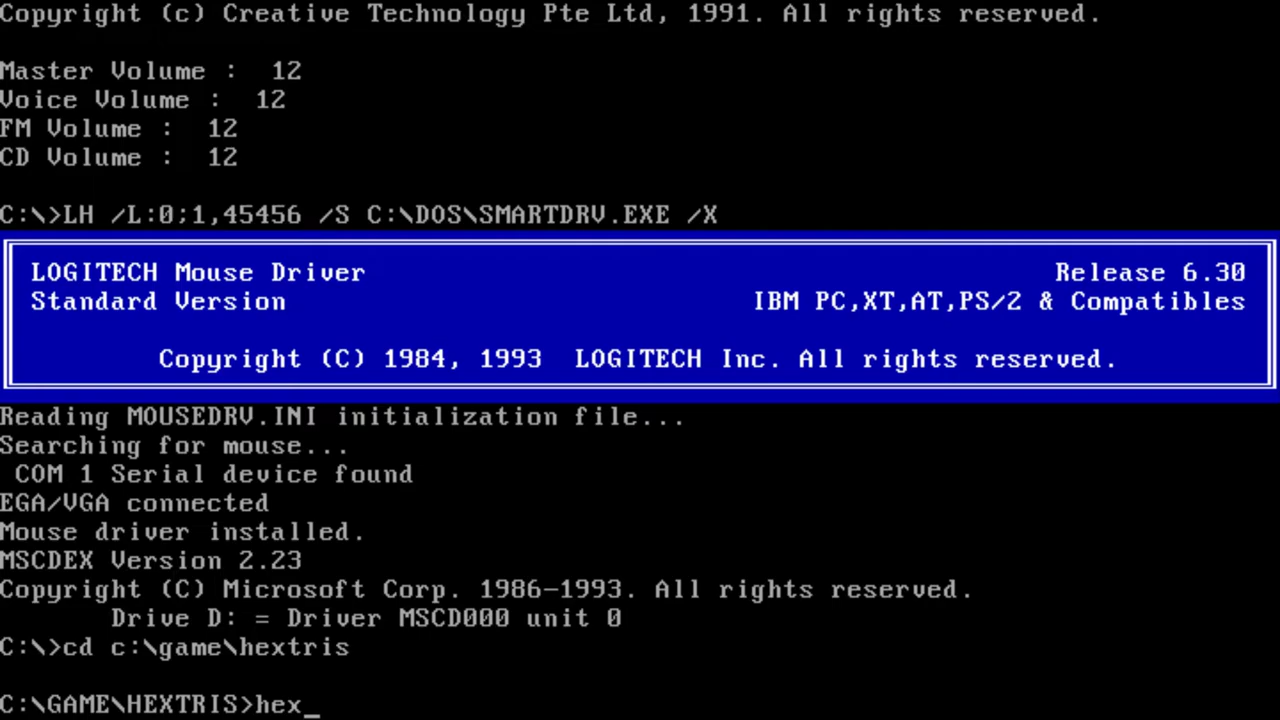 Copyright (c) Creative Technology Pte Ltd, 1991. All rights reserved.
Master Volume :  12
Voice Volume :  12
FM Volume :  12
CD Volume :  12
C:\>LH /L:0;1,45456 /S C:\DOS\SMARTDRV.EXE /X
LOGITECH Mouse Driver Release 6.30
Standard Version IBM PC,XT,AT,PS/2 & Compatibles
Copyright (C) 1984, 1993  LOGITECH Inc. All rights reserved.
Reading MOUSEDRV.INI initialization file...
Searching for mouse...
COM 1 Serial device found
EGA/VGA connected
Mouse driver installed.
MSCDEX Version 2.23
Copyright (C) Microsoft Corp. 1986-1993. All rights reserved.
Drive D: = Driver MSCD000 unit 0
C:\>cd c:\game\hextris
C:\GAME\HEXTRIS>hex_